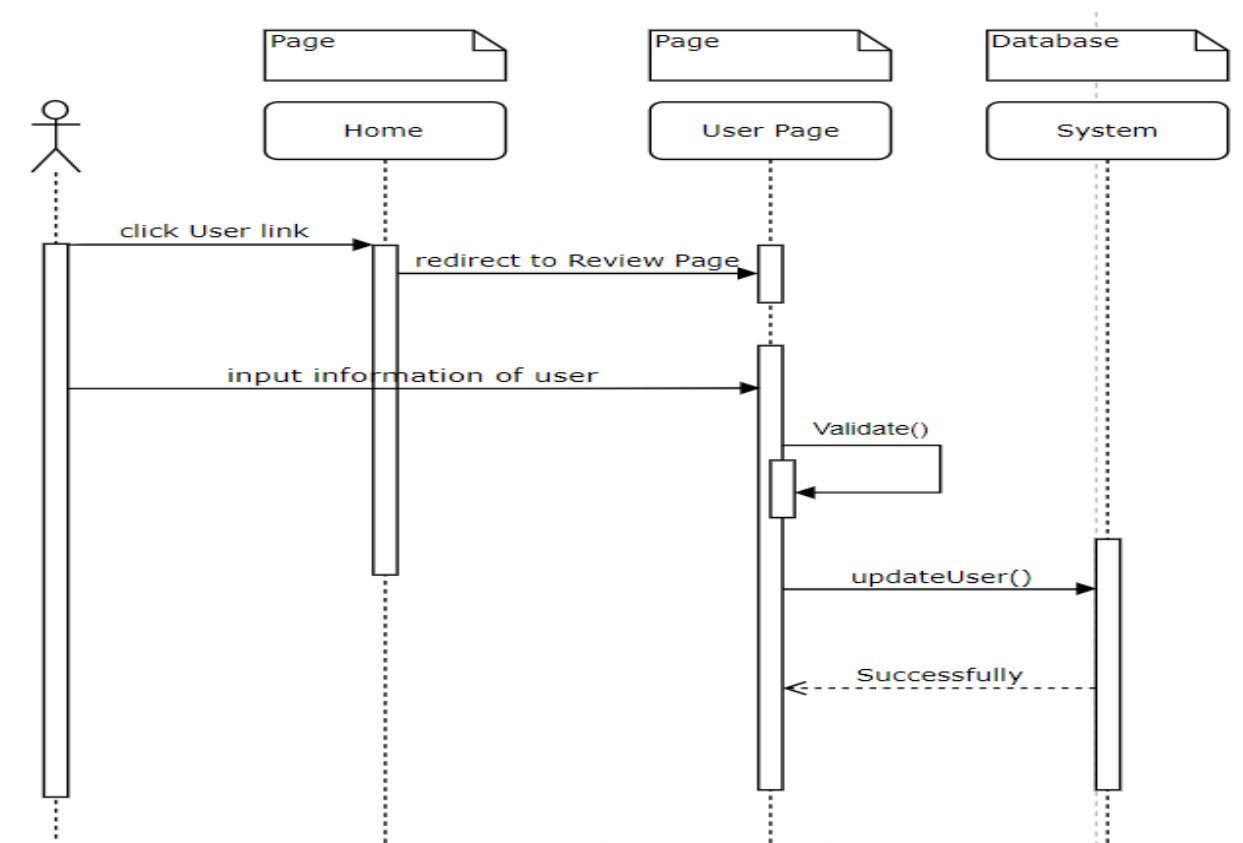 Page
Page
Database
Home
User Page
System
click User link
redirect to Review Page
input information of user
Validate()
updateUser()
Successfully